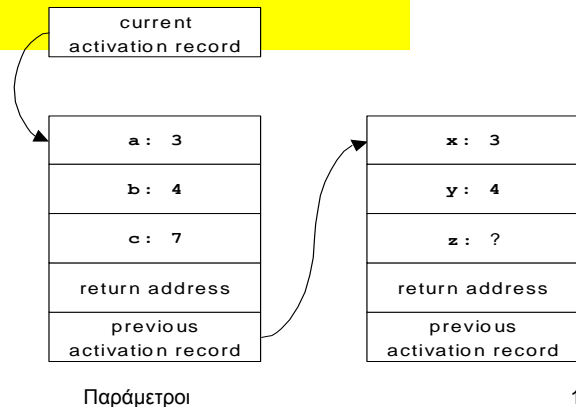 current
activation record
a: 3
b: 4
c: 7
return address
previous
activation record
x: 3
y: 4
z: ?
return address
previous
activation record
Παράμετροι
1